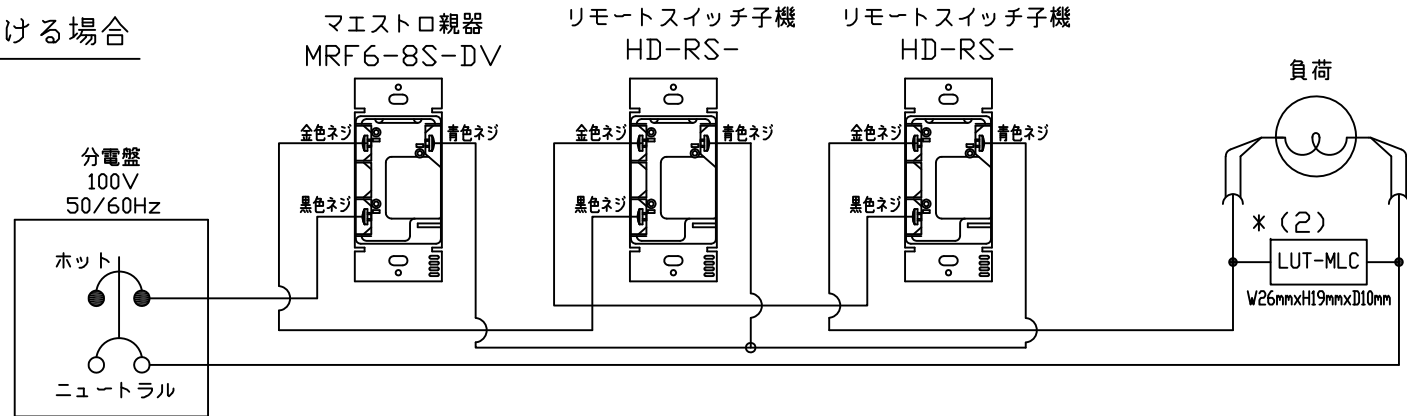 ける場合
マエストロ親器
MRF6-8S-DV
リモートスイッチ子機
HD-RS-
リモートスイッチ子機
HD-RS-
負荷
金色ネジ
青色ネジ
金色ネジ
青色ネジ
金色ネジ
青色ネジ
分電盤
100V
50/60Hz
黒色ネジ
黒色ネジ
黒色ネジ
＊(2)
LUT-MLC
W26mmxH19mmxD10mm
ホット
ニュートラル